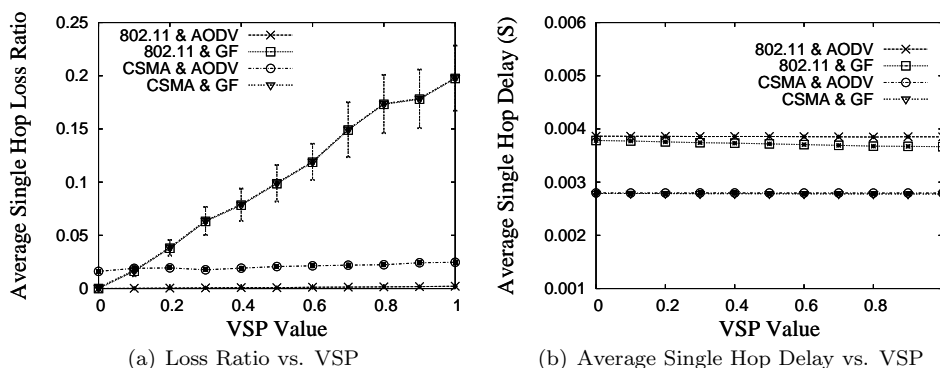 Average Single Hop Loss Ratio
0.25
0.2
0.15
0.1
0.05
0
802.11 & AODV
802.11 & GF
CSMA & AODV
CSMA & GF
0 0.2 0.4 0.6 0.8 1
VSP Value
(a) Loss Ratio vs. VSP
Average Single Hop Delay (S)
0.006
0.005
0.004
0.003
0.002
0.001
802.11 & AODV
802.11 & GF
CSMA & AODV
CSMA & GF
0 0.2 0.4 0.6 0.8
VSP Value
(b) Average Single Hop Delay vs. VSP